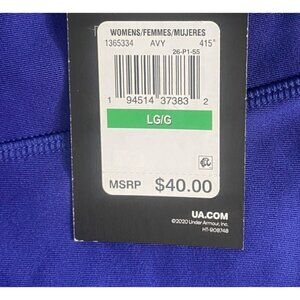 WOMENS/FEMMES/MUJERES
1365334 AVY 415
26-P1-55
1 94514 37383 2
LG/G
MSRP $40.00
UA.COM
©2020 Under Armour, Inc.
HT-908748